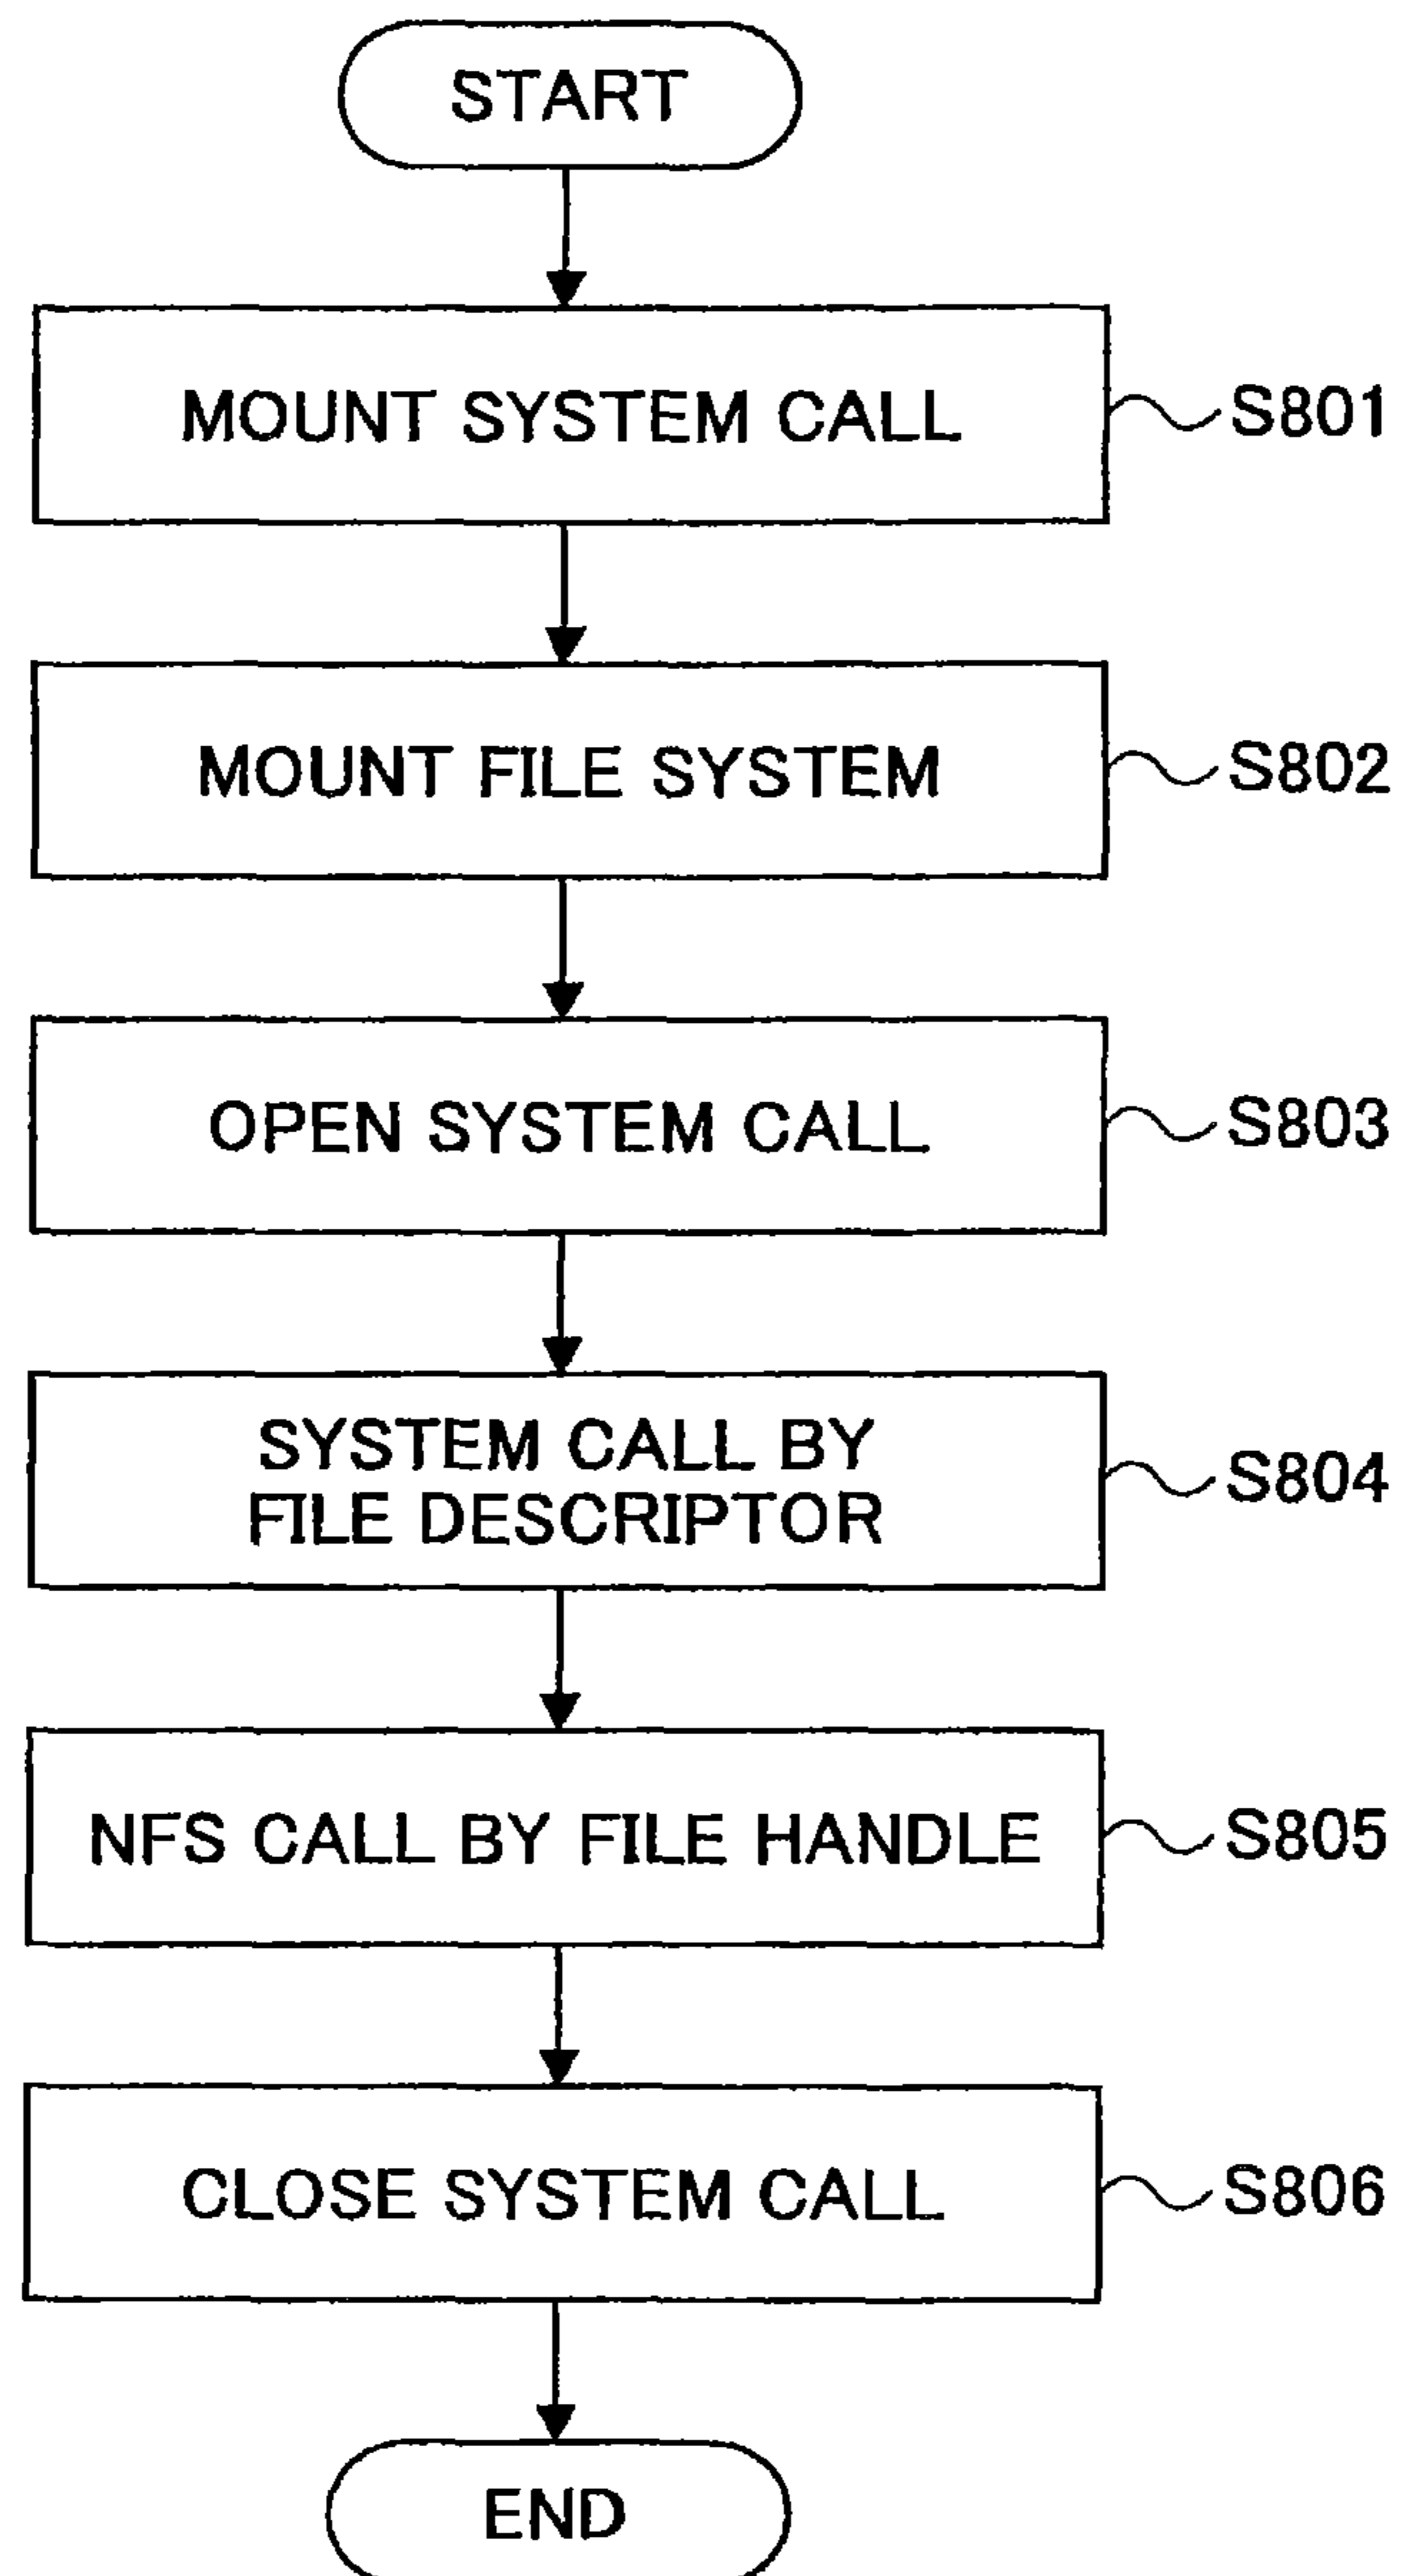 START
MOUNT SYSTEM CALL
S801
MOUNT FILE SYSTEM
S802
OPEN SYSTEM CALL
S803
SYSTEM CALL BY
FILE DESCRIPTOR
S804
NFS CALL BY FILE HANDLE
S805
CLOSE SYSTEM CALL
S806
END